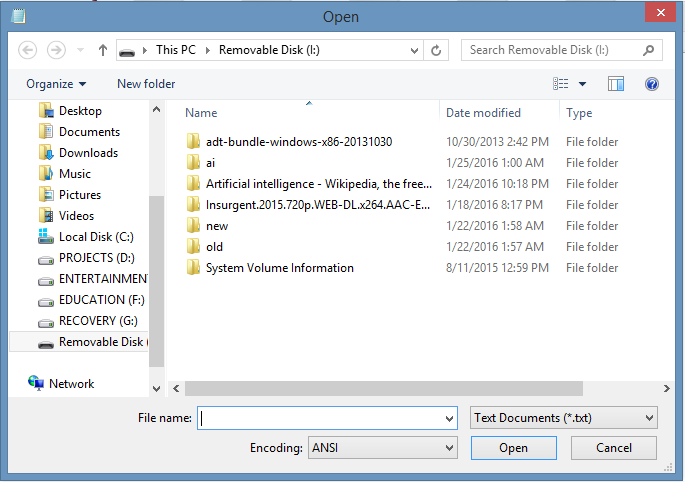 Open
This PC Removable Disk (I:) Search Removable Disk (I:)
Organize New folder
Name Date modified Type
Desktop
Documents
Downloads
Music
Pictures
Videos
Local Disk (C:)
PROJECTS (D:)
ENTERTAINMEN
EDUCATION (F:)
RECOVERY (G:)
Removable Disk (
Network
adt-bundle-windows-x86-20131030 10/30/2013 2:42 PM File folder
ai 1/25/2016 1:00 AM File folder
Artificial intelligence - Wikipedia, the free... 1/24/2016 10:18 PM File folder
Insurgent.2015.720p.WEB-DL.x264.AAC-E... 1/18/2016 8:17 PM File folder
new 1/22/2016 1:58 AM File folder
old 1/22/2016 1:57 AM File folder
System Volume Information 8/11/2015 12:59 PM File folder
File name: Text Documents (*.txt)
Encoding: ANSI Open Cancel